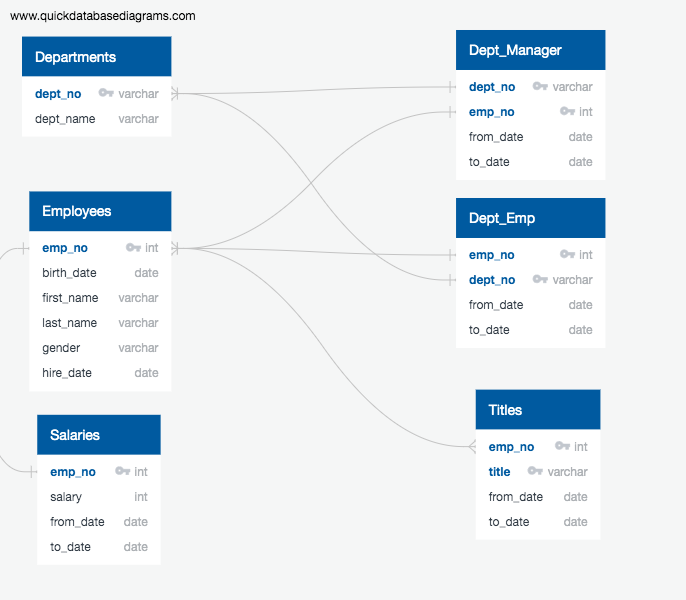 www.quickdatabasediagrams.com
Departments
dept_no varchar
dept_name varchar
Employees
emp_no int
birth_date date
first_name varchar
last_name varchar
gender varchar
hire_date date
Salaries
emp_no int
salary int
from_date date
to_date date
Dept_Manager
dept_no varchar
emp_no int
from_date date
to_date date
Dept_Emp
emp_no int
dept_no varchar
from_date date
to_date date
Titles
emp_no int
title varchar
from_date date
to_date date